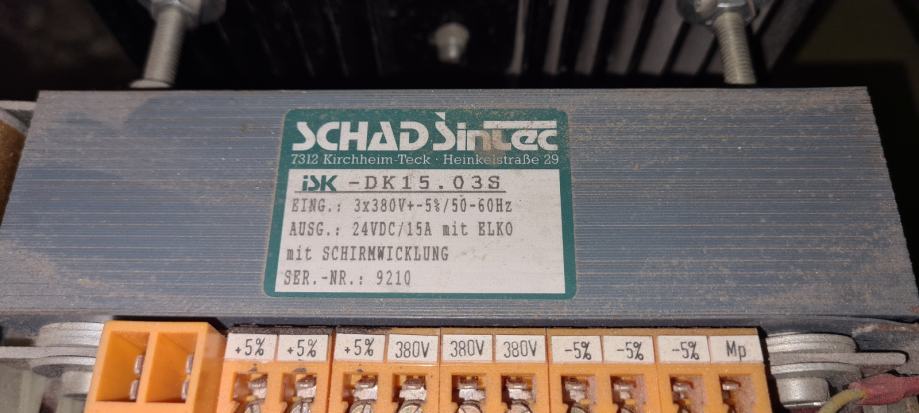 SCHAD Sintec
7312 Kirchheim-Teck · Heinkelstraße 29
iSK -DK15.03S
EING.: 3x380V+-5%/50-60Hz
AUSG.: 24VDC/15A mit ELKO
mit SCHIRMWICKLUNG
SER.-NR.: 9210
+5% +5% +5% 380V 380V 380V -5% -5% -5% Mp